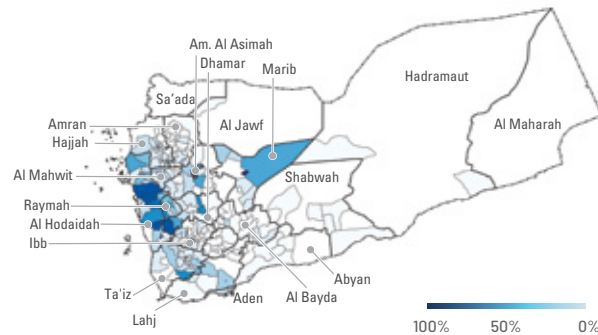 Am. Al Asimah
Dhamar
Marib
Hadramaut
Sa'ada
Amran
Al Jawf
Al Maharah
Hajjah
Al Mahwit
Shabwah
Raymah
Al Hodaidah
Ibb
Abyan
Ta'iz
Aden
Al Bayda
Lahj
100% 50% 0%